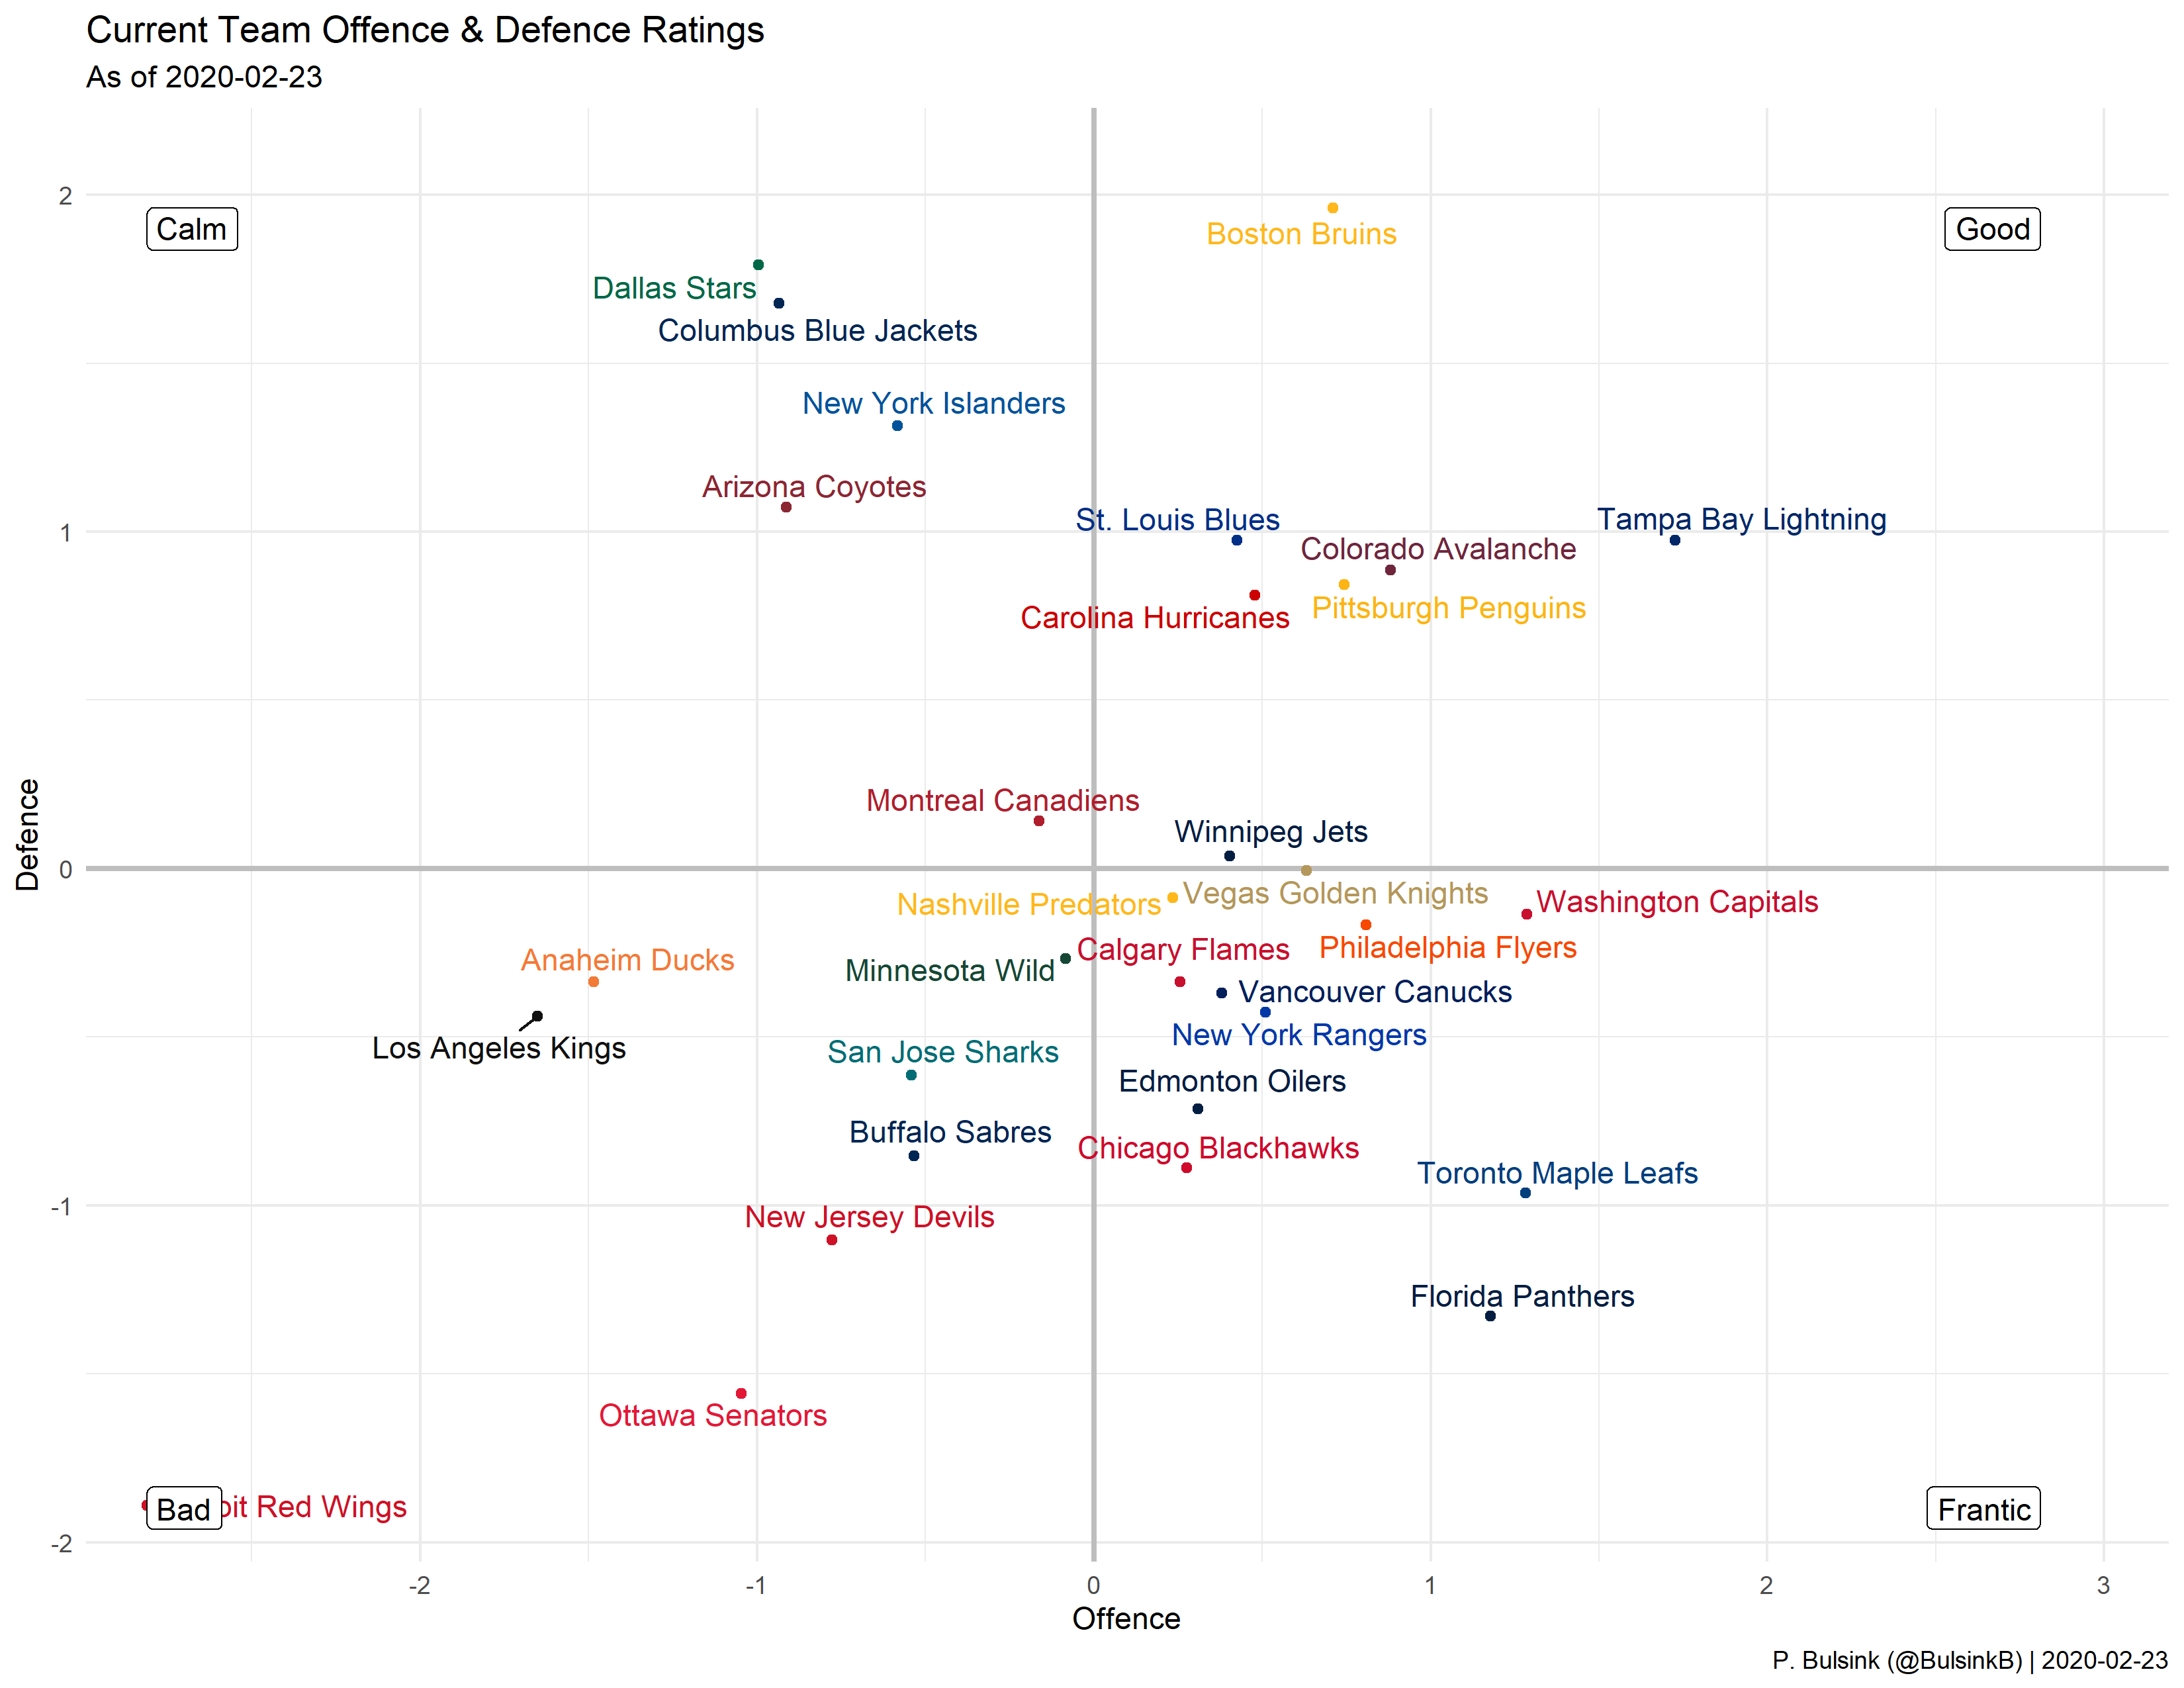 Current Team Offence & Defence Ratings
As of 2020-02-23
2
Calm
Good
Boston Bruins
Dallas Stars
Columbus Blue Jackets
New York Islanders
Arizona Coyotes
1
St. Louis Blues
Tampa Bay Lightning
Colorado Avalanche
Carolina Hurricanes
Pittsburgh Penguins
Montreal Canadiens
Winnipeg Jets
Defence
0
Nashville Predators
Vegas Golden Knights
Washington Capitals
Calgary Flames
Philadelphia Flyers
Anaheim Ducks
Minnesota Wild
Vancouver Canucks
New York Rangers
Los Angeles Kings
San Jose Sharks
Edmonton Oilers
Buffalo Sabres
Chicago Blackhawks
Toronto Maple Leafs
-1
New Jersey Devils
Florida Panthers
Ottawa Senators
Bad
Red Wings
Frantic
-2
-2
-1
0
1
2
3
Offence
P. Bulsink (@BulsinkB) | 2020-02-23